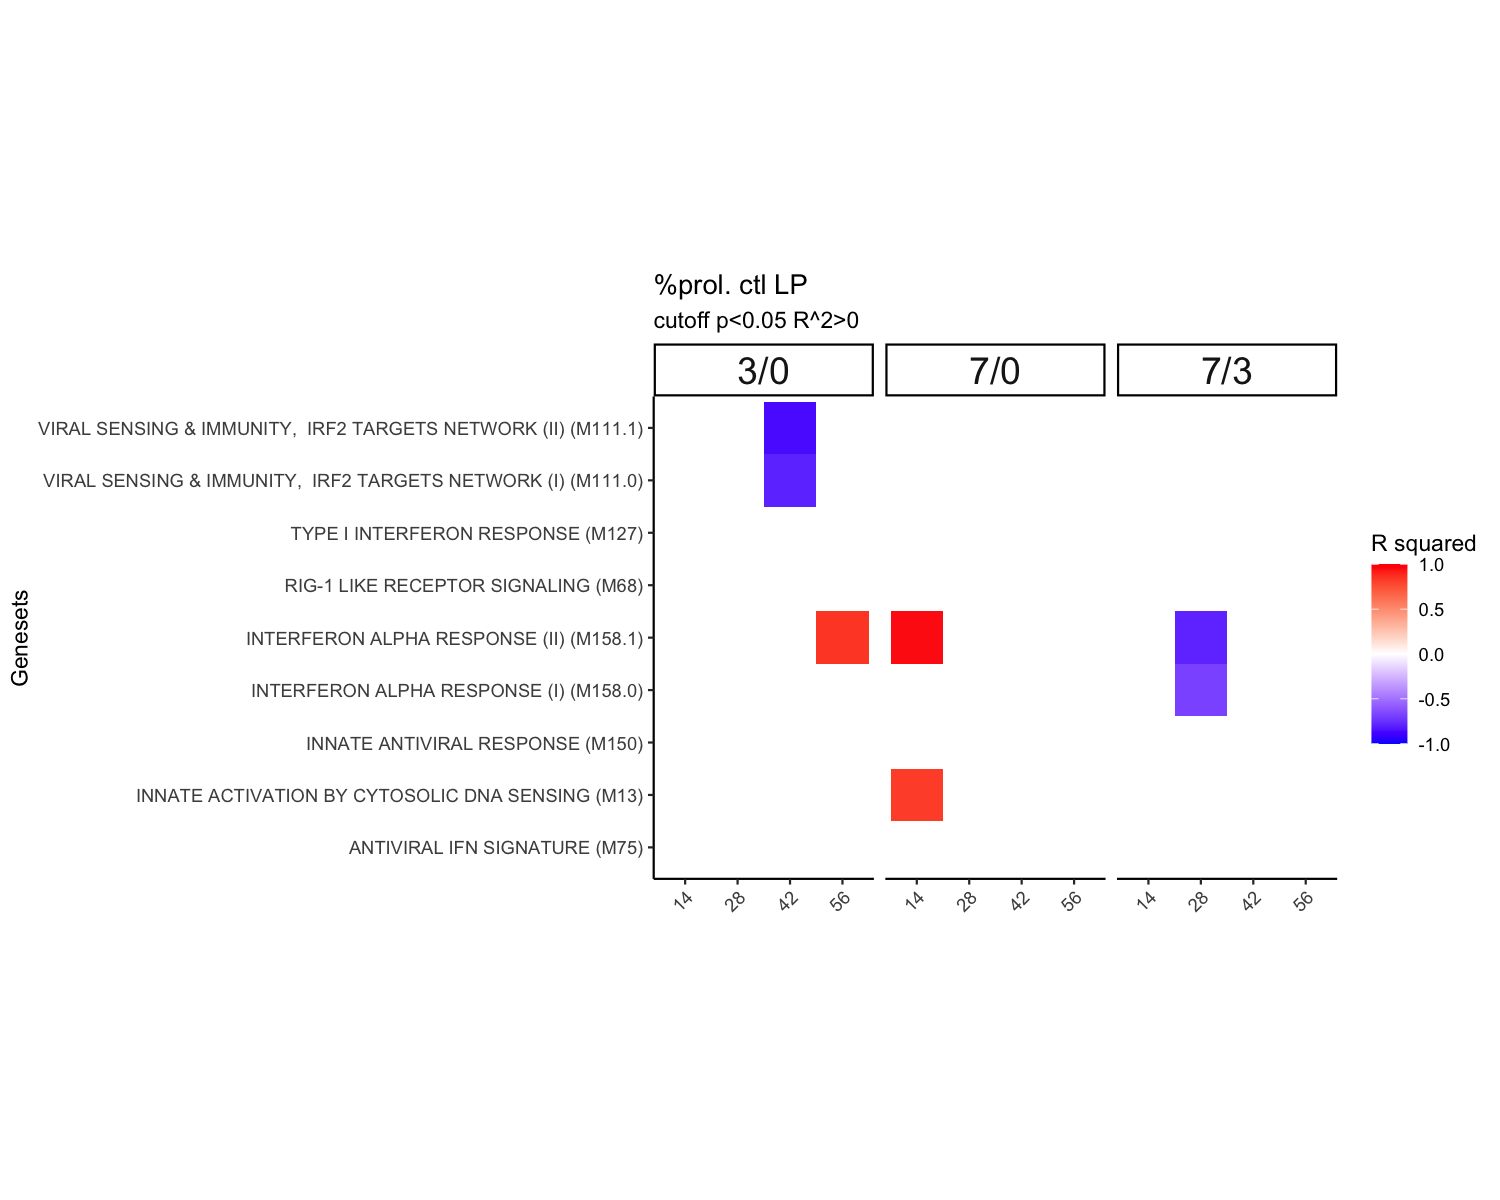 %prol. ctl LP
cutoff p<0.05 R^2>0
3/0 7/0 7/3
VIRAL SENSING & IMMUNITY,  IRF2 TARGETS NETWORK (II) (M111.1)
VIRAL SENSING & IMMUNITY,  IRF2 TARGETS NETWORK (I) (M111.0)
TYPE I INTERFERON RESPONSE (M127)
RIG-1 LIKE RECEPTOR SIGNALING (M68)
INTERFERON ALPHA RESPONSE (II) (M158.1)
INTERFERON ALPHA RESPONSE (I) (M158.0)
INNATE ANTIVIRAL RESPONSE (M150)
INNATE ACTIVATION BY CYTOSOLIC DNA SENSING (M13)
ANTIVIRAL IFN SIGNATURE (M75)
Genesets
14 28 42 56 14 28 42 56 14 28 42 56
R squared
1.0
0.5
0.0
-0.5
-1.0